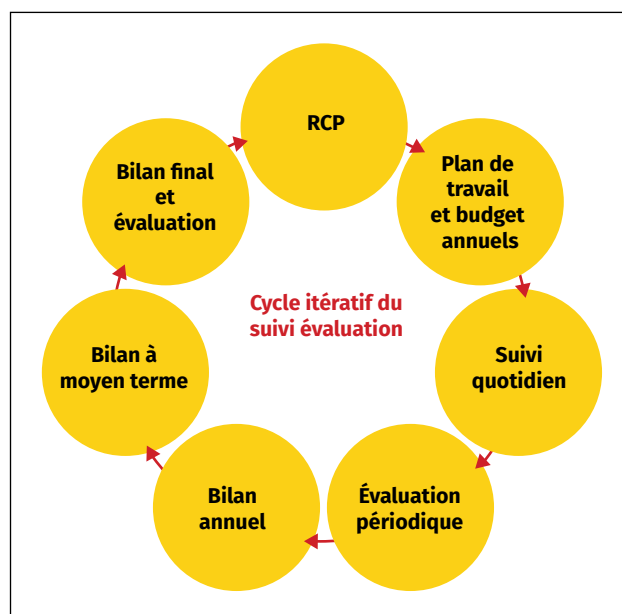 RCP
Plan de
travail
et budget
annuels
Suivi
quotidien
Évaluation
périodique
Bilan
annuel
Bilan à
moyen terme
Bilan final
et
évaluation
Cycle itératif du
suivi évaluation